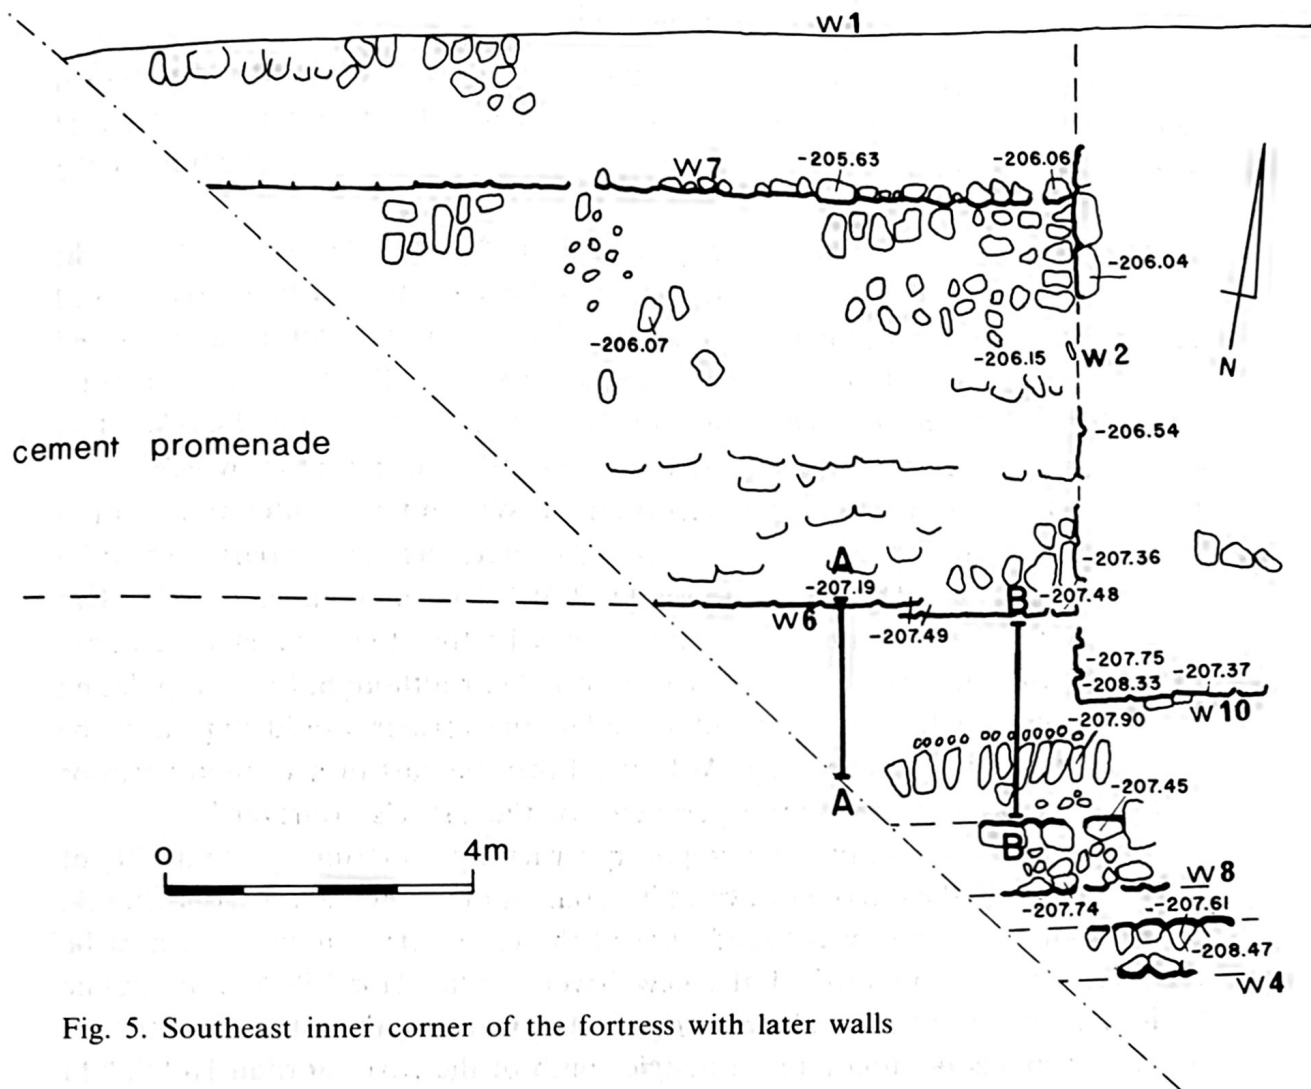 W1
W7
-205.63
-206.06
-206.04
-206.07
-206.15
W2
N
-206.54
cement promenade
A
-207.36
-207.19
B
-207.48
W6
-207.49
-207.75
-207.37
-208.33
W10
-207.90
A
-207.45
O
4m
B
W8
-207.74
-207.61
-208.47
W4
Fig. 5. Southeast inner corner of the fortress with later walls